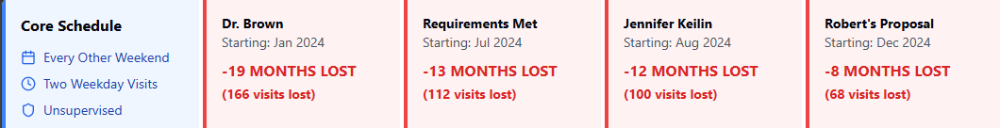 Core Schedule
Every Other Weekend
Two Weekday Visits
Unsupervised
Dr. Brown
Starting: Jan 2024
-19 MONTHS LOST
(166 visits lost)
Requirements Met
Starting: Jul 2024
-13 MONTHS LOST
(112 visits lost)
Jennifer Keilin
Starting: Aug 2024
-12 MONTHS LOST
(100 visits lost)
Robert's Proposal
Starting: Dec 2024
-8 MONTHS LOST
(68 visits lost)